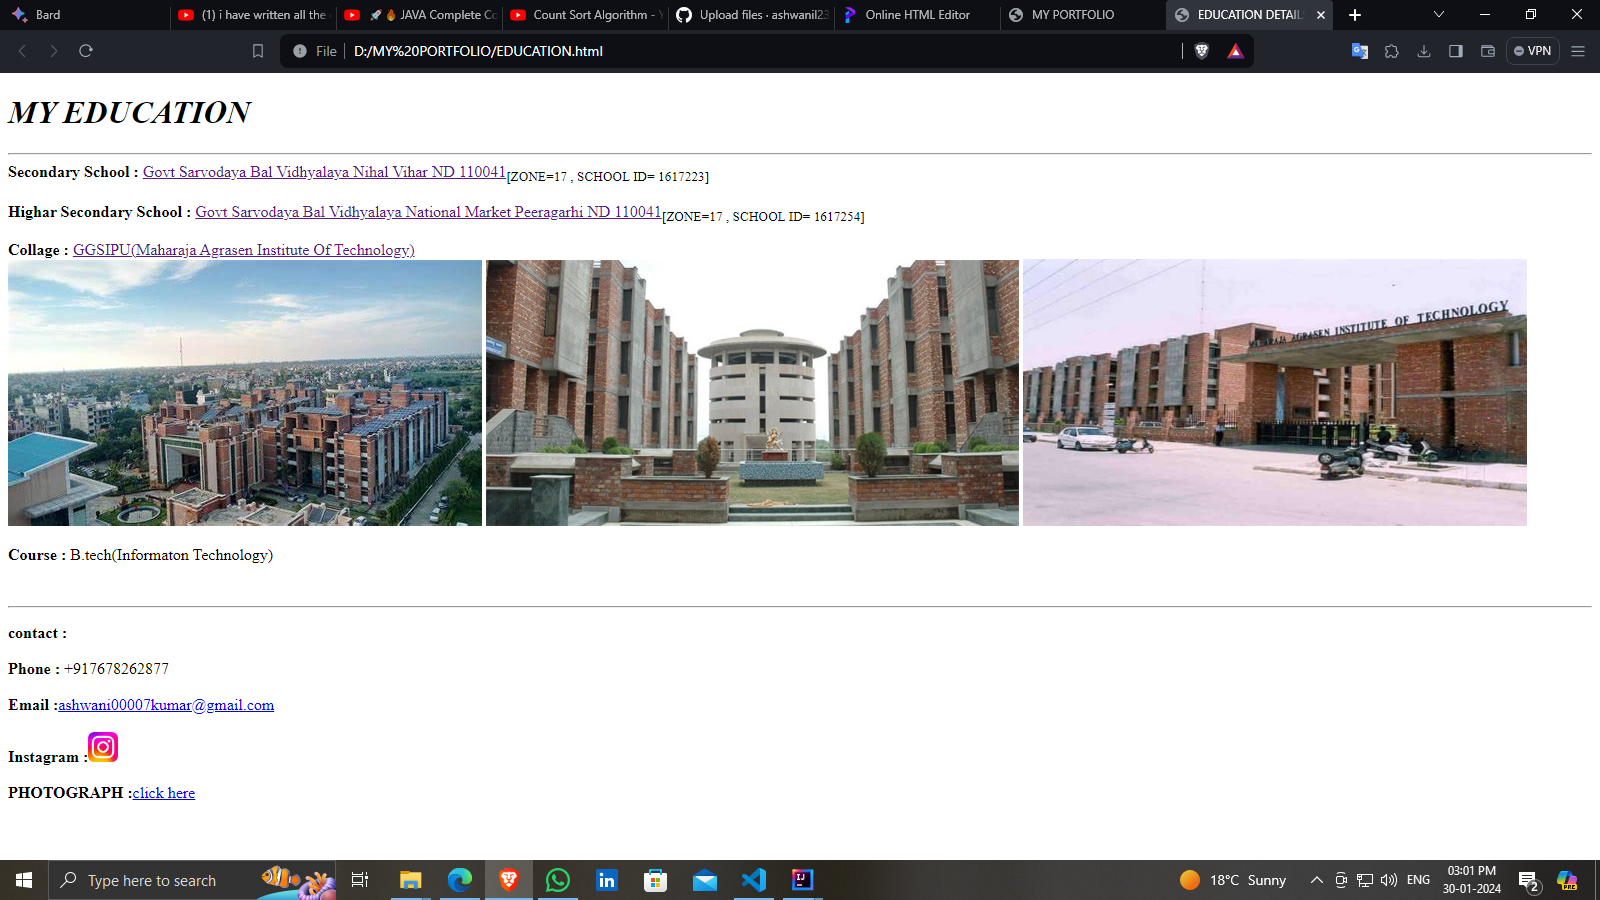 Bard
(1) i have written all the
JAVA Complete Co
Count Sort Algorithm - Y
Upload files · ashwanil23
Online HTML Editor
MY PORTFOLIO
EDUCATION DETAILS
File
D:/MY%20PORTFOLIO/EDUCATION.html
VPN
MY EDUCATION
Secondary School : Govt Sarvodaya Bal Vidhyalaya Nihal Vihar ND 110041[ZONE=17 , SCHOOL ID= 1617223]
Highar Secondary School : Govt Sarvodaya Bal Vidhyalaya National Market Peeragarhi ND 110041[ZONE=17 , SCHOOL ID= 1617254]
Collage : GGSIPU(Maharaja Agrasen Institute Of Technology)
MAHARAJA AGRASEN INSTITUTE OF TECHNOLOGY
Course : B.tech(Informaton Technology)
contact :
Phone : +917678262877
Email :ashwani00007kumar@gmail.com
Instagram :
PHOTOGRAPH :click here
Type here to search
18°C Sunny
ENG
03:01 PM
30-01-2024
2